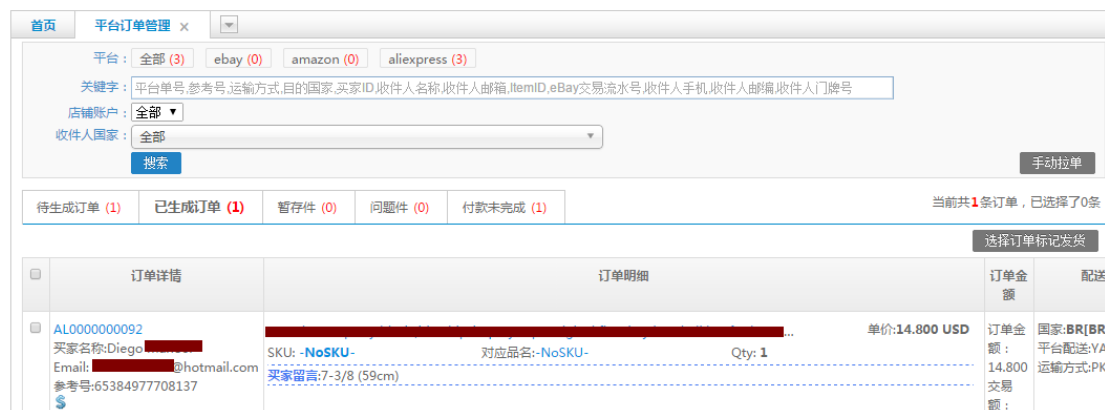 首页 平台订单管理 ×
平台： 全部 (3) ebay (0) amazon (0) aliexpress (3)
关键字： 平台单号,参考号,运输方式,目的国家,买家ID,收件人名称,收件人邮箱,ItemID,eBay交易流水号,收件人手机,收件人邮编,收件人门牌号
店铺账户： 全部
收件人国家： 全部
搜索 手动拉单
待生成订单 (1) 已生成订单 (1) 暂存件 (0) 问题件 (0) 付款未完成 (1) 当前共1条订单，已选择了0条
选择订单标记发货
订单详情 订单明细 订单金额 配送
AL0000000092 ... 单价:14.800 USD 订单金 国家:BR[BR
买家名称:Diego SKU: -NoSKU- 对应品名:-NoSKU- Qty: 1 额： 平台配送:YA
Email: @hotmail.com 买家留言:7-3/8 (59cm) 14.800 运输方式:PK
参考号:65384977708137 交易
额：